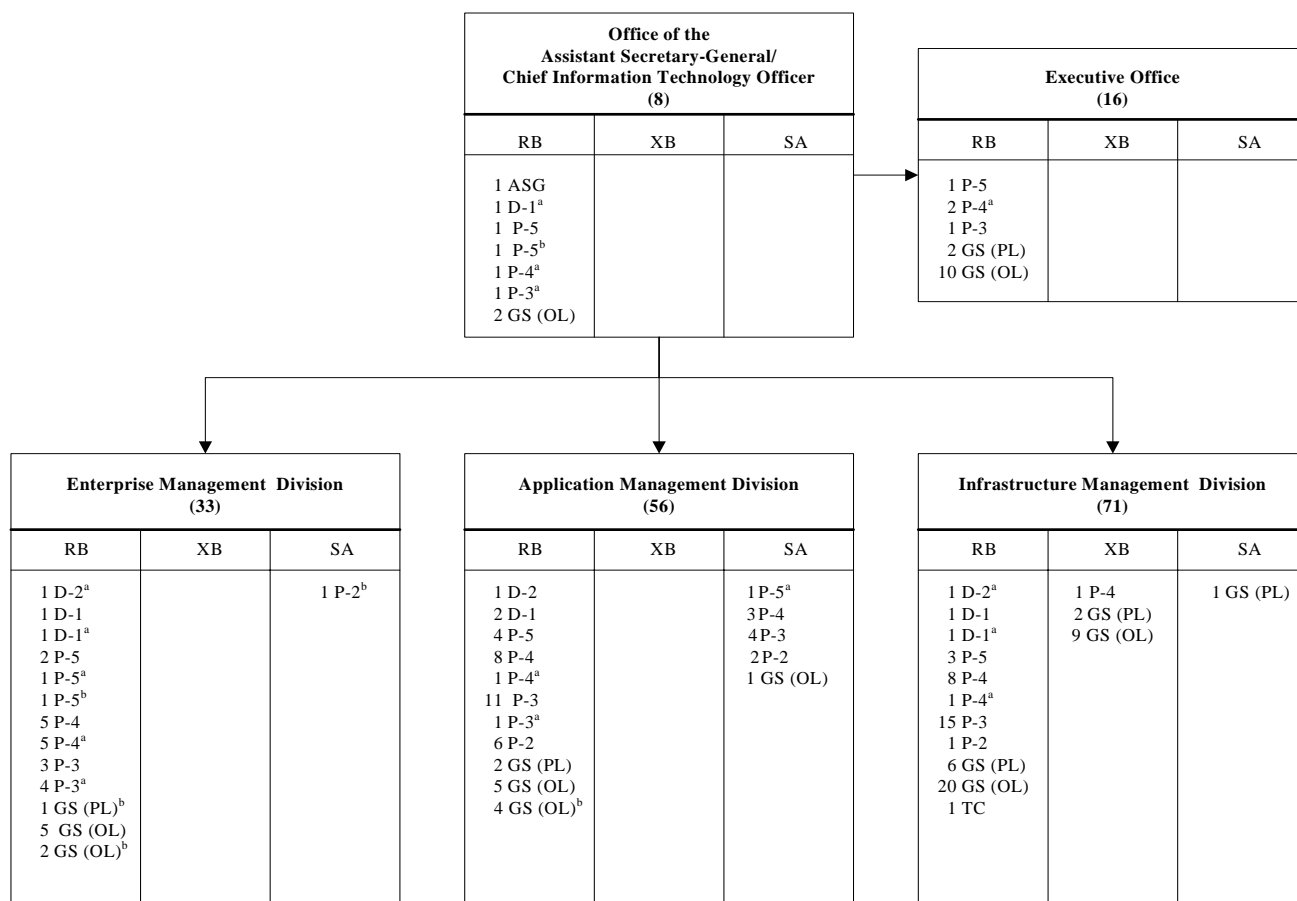 Office of the
Assistant Secretary-General/
Chief Information Technology Officer
(8)
RB XB SA
1 ASG
1 D-1ᵃ
1 P-5
1 P-5ᵇ
1 P-4ᵃ
1 P-3ᵃ
2 GS (OL)
Executive Office
(16)
RB XB SA
1 P-5
2 P-4ᵃ
1 P-3
2 GS (PL)
10 GS (OL)
Enterprise Management Division
(33)
RB XB SA
1 D-2ᵃ 1 P-2ᵇ
1 D-1
1 D-1ᵃ
2 P-5
1 P-5ᵃ
1 P-5ᵇ
5 P-4
5 P-4ᵃ
3 P-3
4 P-3ᵃ
1 GS (PL)ᵇ
5 GS (OL)
2 GS (OL)ᵇ
Application Management Division
(56)
RB XB SA
1 D-2 1 P-5ᵃ
2 D-1 3 P-4
4 P-5 4 P-3
8 P-4 2 P-2
1 P-4ᵃ 1 GS (OL)
11 P-3
1 P-3ᵃ
6 P-2
2 GS (PL)
5 GS (OL)
4 GS (OL)ᵇ
Infrastructure Management Division
(71)
RB XB SA
1 D-2ᵃ 1 P-4 1 GS (PL)
1 D-1 2 GS (PL)
1 D-1ᵃ 9 GS (OL)
3 P-5
8 P-4
1 P-4ᵃ
15 P-3
1 P-2
6 GS (PL)
20 GS (OL)
1 TC